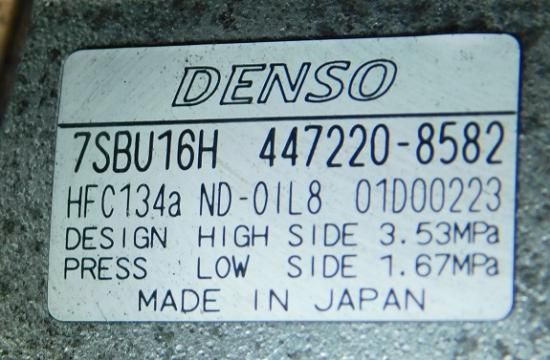 DENSO
7SBU16H 447220-8582
HFC134a ND-OIL8 01D00223
DESIGN HIGH SIDE 3.53MPa
PRESS LOW SIDE 1.67MPa
MADE IN JAPAN